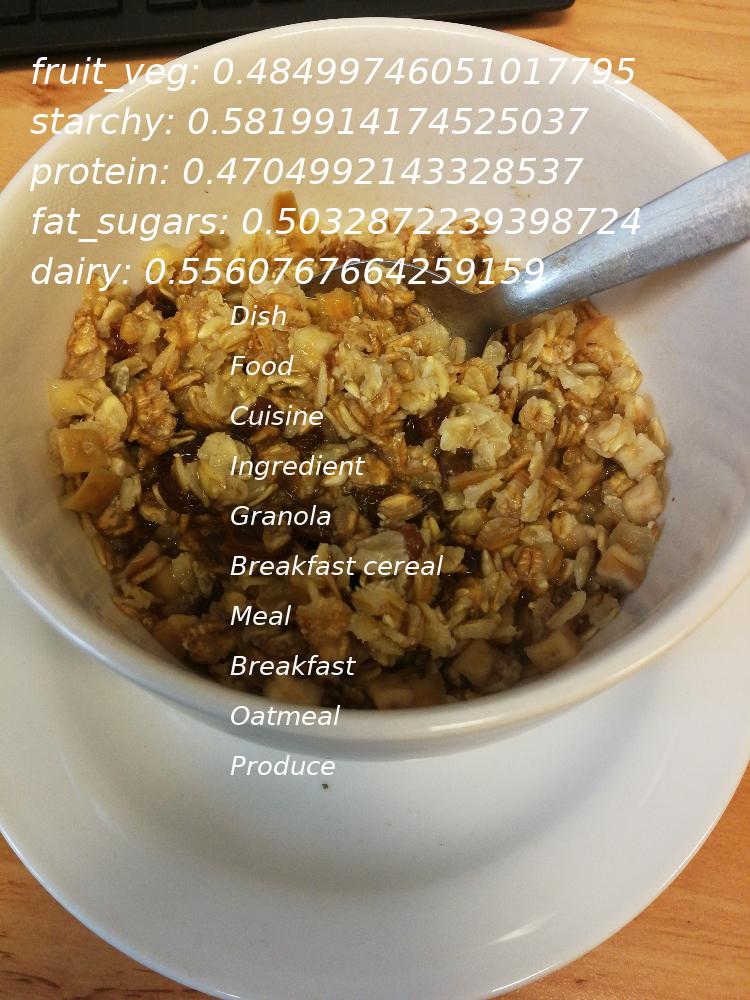 fruit_veg: 0.48499746051017795
starchy: 0.5819914174525037
protein: 0.4704992143328537
fat_sugars: 0.5032872239398724
dairy: 0.5560767664259159
Dish
Food
Cuisine
Ingredient
Granola
Breakfast cereal
Meal
Breakfast
Oatmeal
Produce